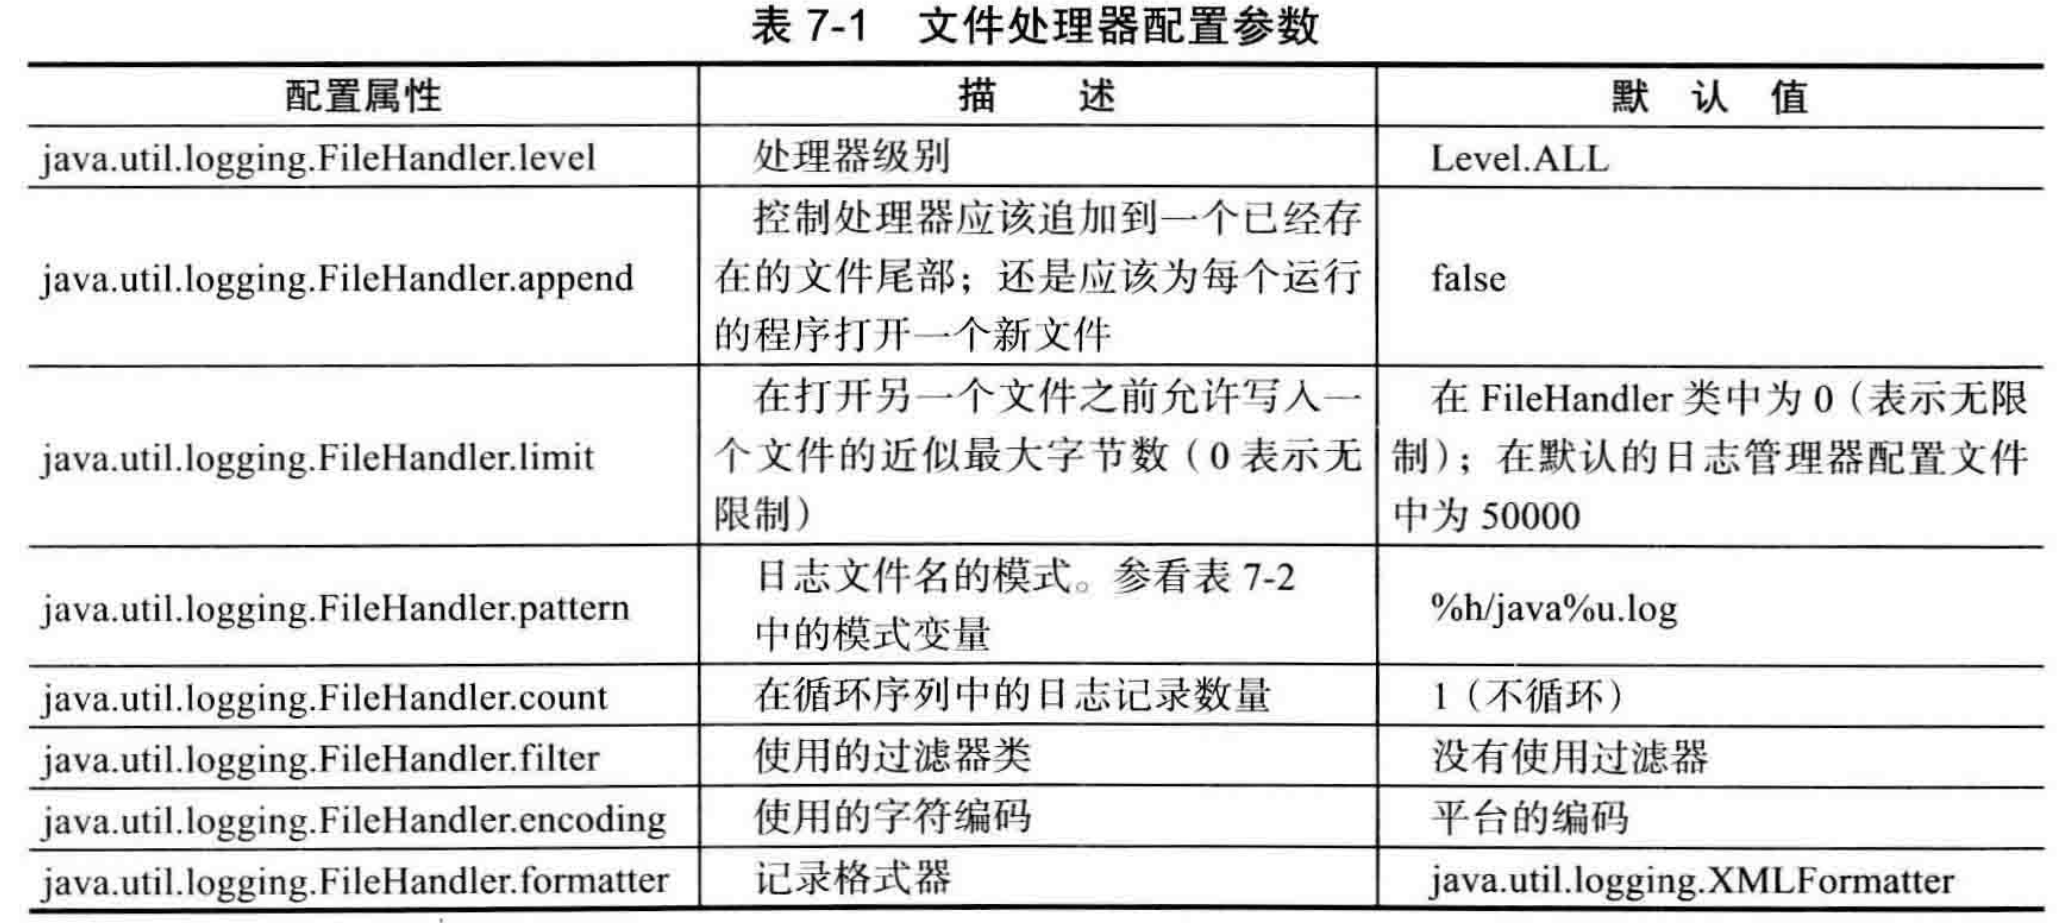 表 7-1 文件处理器配置参数
配置属性 描 述 默 认 值
java.util.logging.FileHandler.level 处理器级别 Level.ALL
java.util.logging.FileHandler.append
控制处理器应该追加到一个已经存
在的文件尾部；还是应该为每个运行
的程序打开一个新文件
false
java.util.logging.FileHandler.limit
在打开另一个文件之前允许写入一
个文件的近似最大字节数（0 表示无
限制）
在 FileHandler 类中为 0（表示无限
制）；在默认的日志管理器配置文件
中为 50000
java.util.logging.FileHandler.pattern
日志文件名的模式。参看表 7-2
中的模式变量
%h/java%u.log
java.util.logging.FileHandler.count 在循环序列中的日志记录数量 1（不循环）
java.util.logging.FileHandler.filter 使用的过滤器类 没有使用过滤器
java.util.logging.FileHandler.encoding 使用的字符编码 平台的编码
java.util.logging.FileHandler.formatter 记录格式器 java.util.logging.XMLFormatter